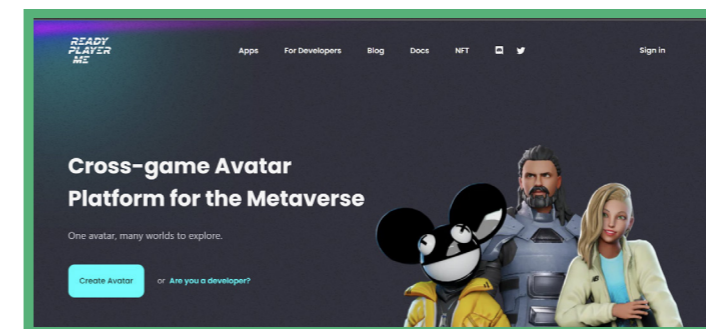 READY
PLAYER
ME
Apps For Developers Blog Docs NFT Sign in
Cross-game Avatar
Platform for the Metaverse
One avatar, many worlds to explore.
Create Avatar or Are you a developer?